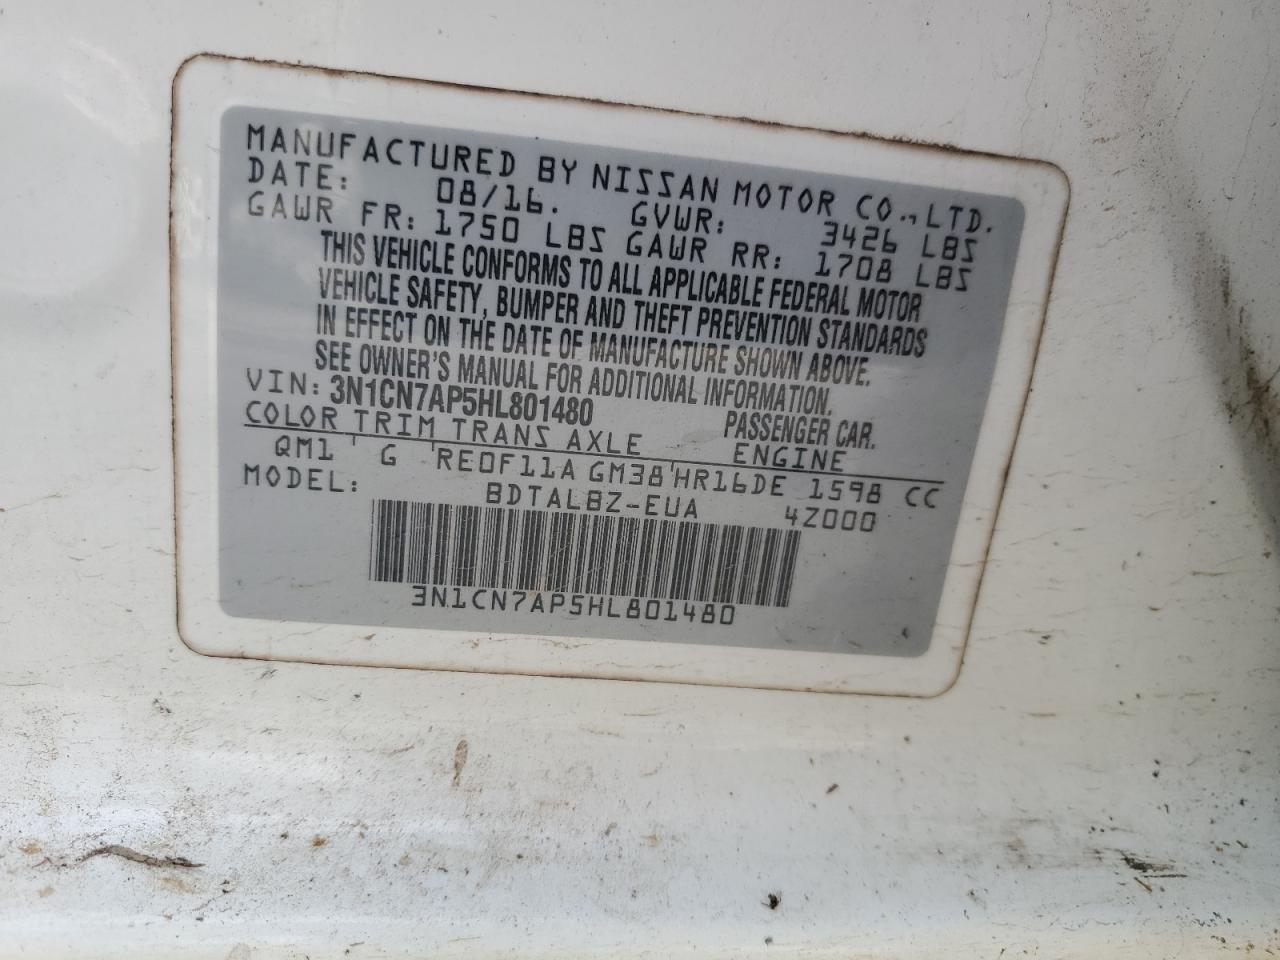 MANUFACTURED BY NISSAN MOTOR CO., LTD.
DATE: 08/16. GVWR: 3426 LBS
GAWR FR: 1750 LBS GAWR RR: 1708 LBS
THIS VEHICLE CONFORMS TO ALL APPLICABLE FEDERAL MOTOR
VEHICLE SAFETY, BUMPER AND THEFT PREVENTION STANDARDS
IN EFFECT ON THE DATE OF MANUFACTURE SHOWN ABOVE.
SEE OWNER'S MANUAL FOR ADDITIONAL INFORMATION.
VIN: 3N1CN7AP5HL801480 PASSENGER CAR.
COLOR TRIM TRANS AXLE ENGINE
QM1 ' G 'RE0F11A GM38'HR16DE 1598 CC
MODEL: BDTALBZ-EUA 4Z000
3N1CN7AP5HL801480